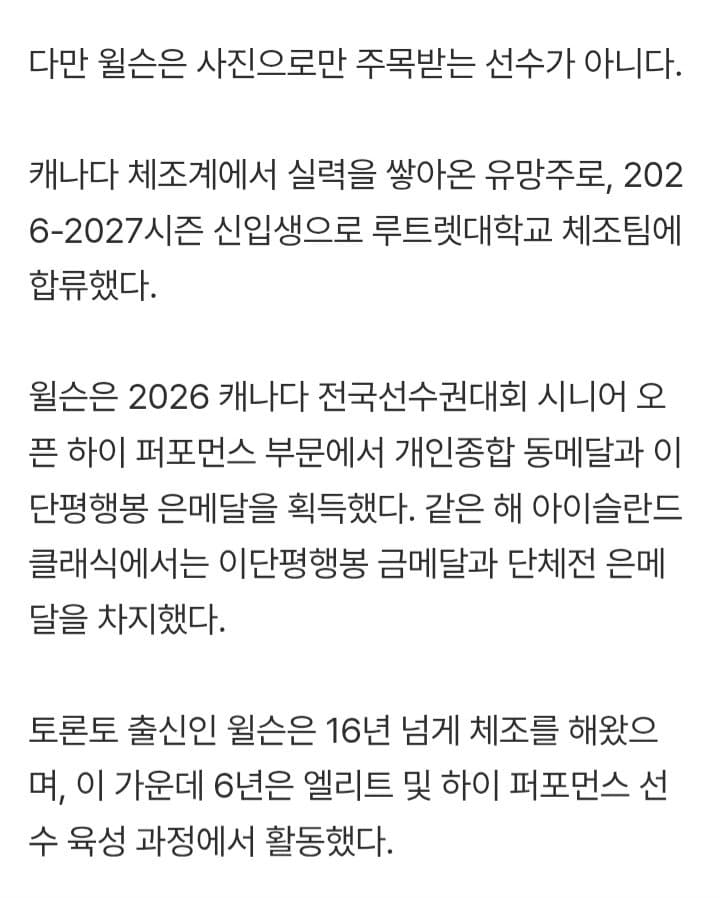 다만 윌슨은 사진으로만 주목받는 선수가 아니다.
캐나다 체조계에서 실력을 쌓아온 유망주로, 202
6-2027시즌 신입생으로 루트렛대학교 체조팀에
합류했다.
윌슨은 2026 캐나다 전국선수권대회 시니어 오
픈 하이 퍼포먼스 부문에서 개인종합 동메달과 이
단평행봉 은메달을 획득했다. 같은 해 아이슬란드
클래식에서는 이단평행봉 금메달과 단체전 은메
달을 차지했다.
토론토 출신인 윌슨은 16년 넘게 체조를 해왔으
며, 이 가운데 6년은 엘리트 및 하이 퍼포먼스 선
수 육성 과정에서 활동했다.